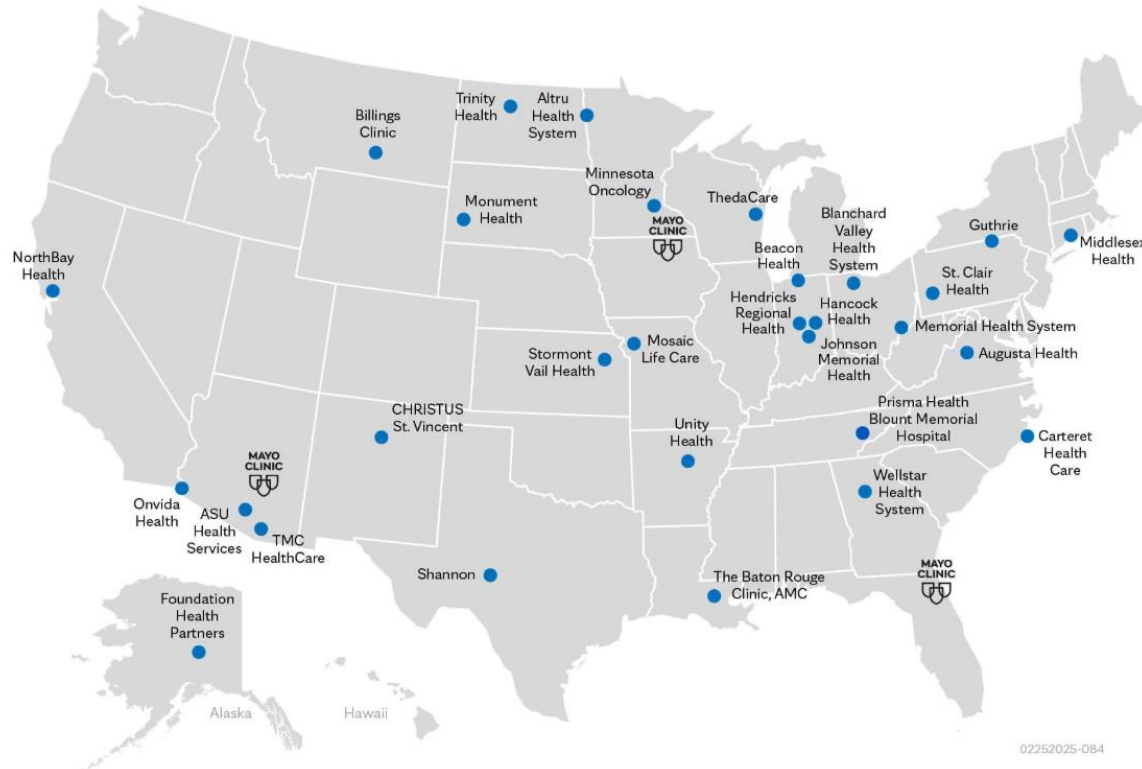 Trinity
Health
Altru
Health
System
Billings
Clinic
Minnesota
Oncology
ThedaCare
Monument
Health
MAYO
CLINIC
Blanchard
Valley
Health
System
Guthrie
Middlesex
Health
NorthBay
Health
Beacon
Health
St. Clair
Health
Hendricks
Regional
Health
Hancock
Health
Memorial Health System
Johnson
Memorial
Health
Augusta Health
Mosaic
Life Care
Stormont
Vail Health
CHRISTUS
St. Vincent
Prisma Health
Blount Memorial
Hospital
Unity
Health
Carteret
Health
Care
MAYO
CLINIC
Wellstar
Health
System
Onvida
Health
ASU
Health
Services
TMC
HealthCare
Shannon
The Baton Rouge
Clinic, AMC
MAYO
CLINIC
Foundation
Health
Partners
Alaska
Hawaii
02252025-084